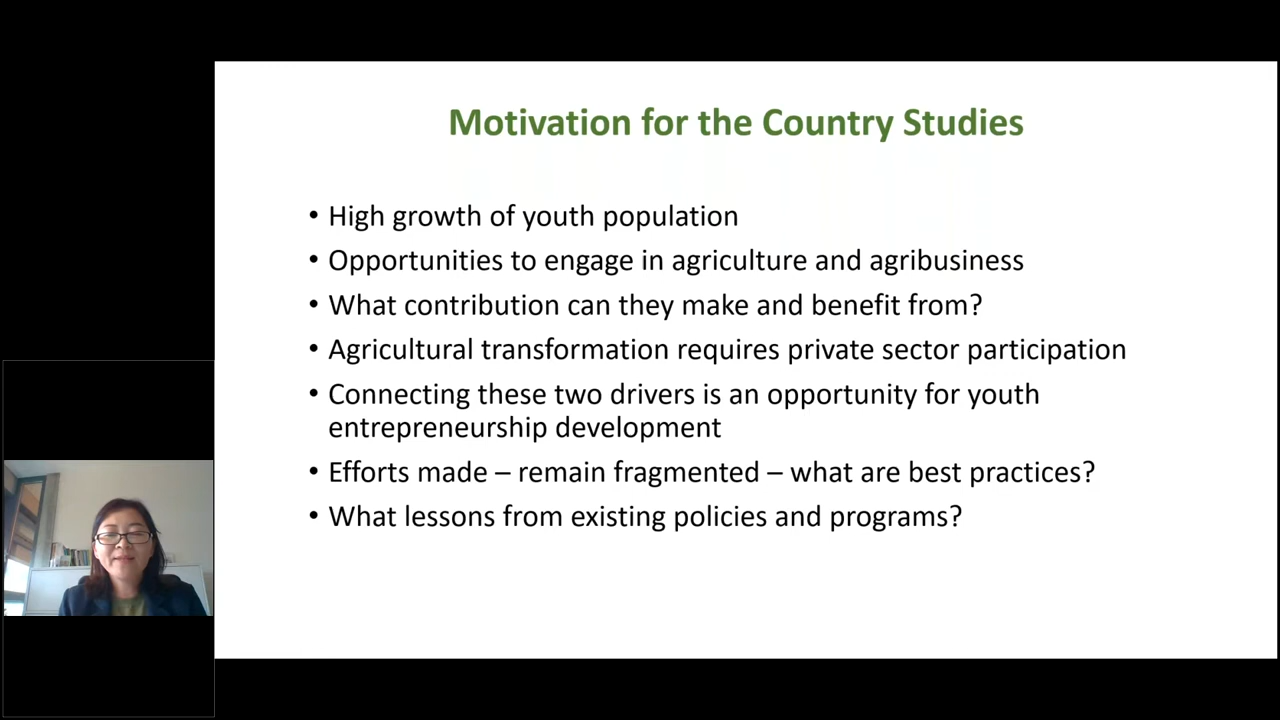 Motivation for the Country Studies
• High growth of youth population
• Opportunities to engage in agriculture and agribusiness
• What contribution can they make and benefit from?
• Agricultural transformation requires private sector participation
• Connecting these two drivers is an opportunity for youth
entrepreneurship development
• Efforts made – remain fragmented – what are best practices?
• What lessons from existing policies and programs?